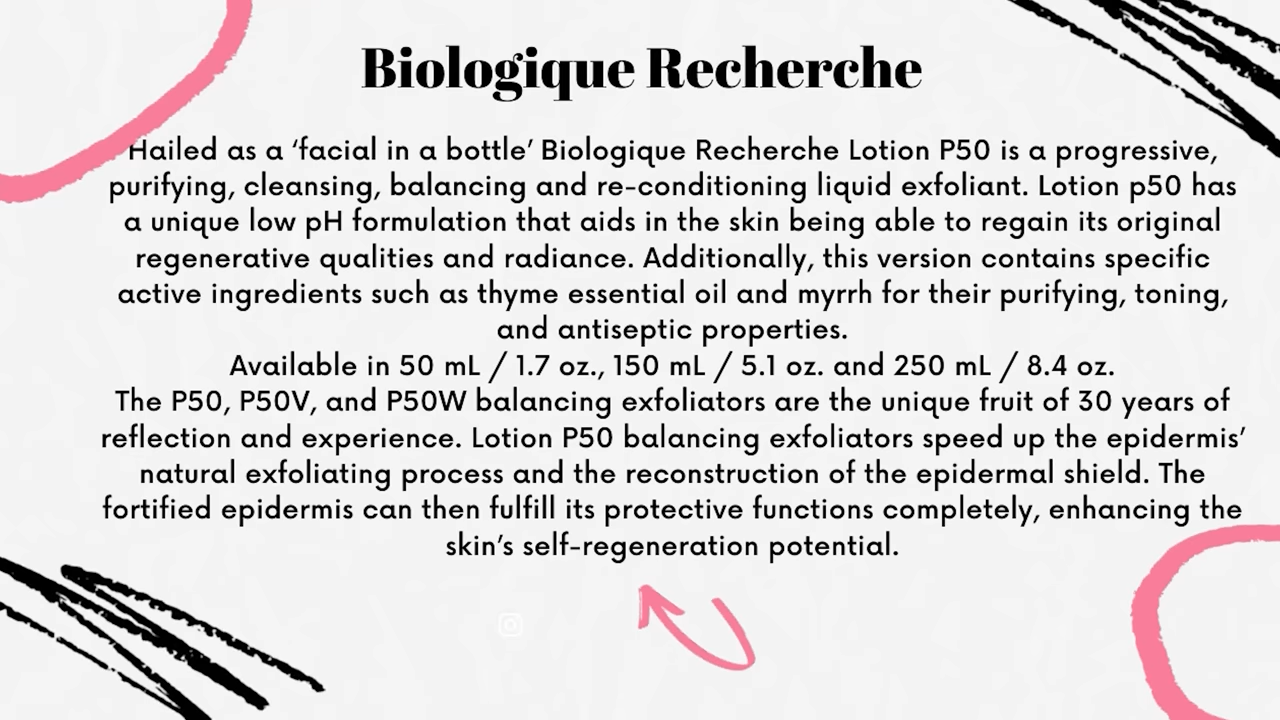 Biologique Recherche
Hailed as a ‘facial in a bottle’ Biologique Recherche Lotion P50 is a progressive,
purifying, cleansing, balancing and re-conditioning liquid exfoliant. Lotion p50 has
a unique low pH formulation that aids in the skin being able to regain its original
regenerative qualities and radiance. Additionally, this version contains specific
active ingredients such as thyme essential oil and myrrh for their purifying, toning,
and antiseptic properties.
Available in 50 mL / 1.7 oz., 150 mL / 5.1 oz. and 250 mL / 8.4 oz.
The P50, P50V, and P50W balancing exfoliators are the unique fruit of 30 years of
reflection and experience. Lotion P50 balancing exfoliators speed up the epidermis’
natural exfoliating process and the reconstruction of the epidermal shield. The
fortified epidermis can then fulfill its protective functions completely, enhancing the
skin’s self-regeneration potential.